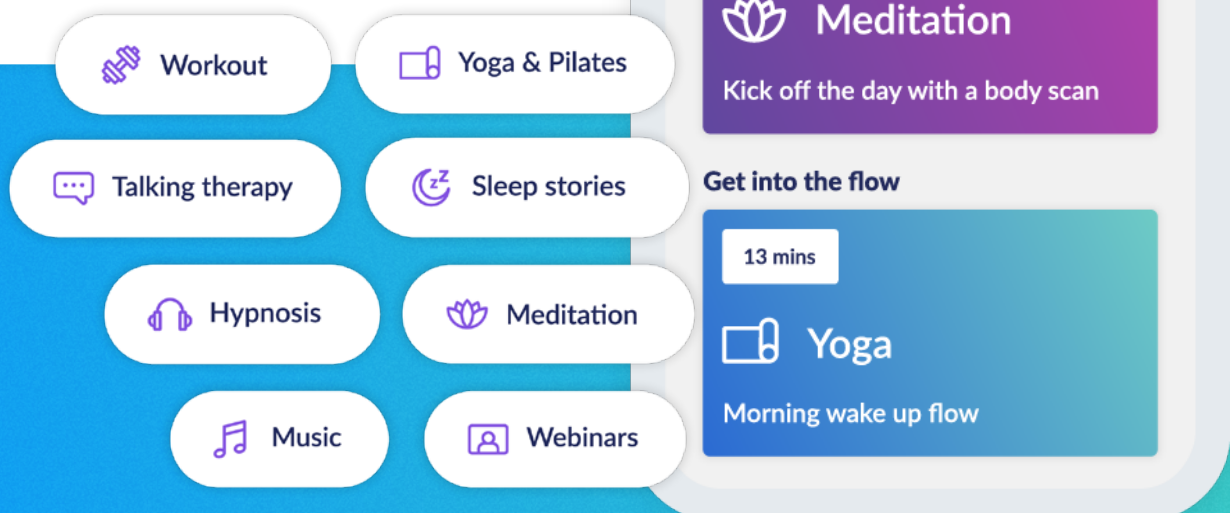 Workout
Yoga & Pilates
Talking therapy
Sleep stories
Hypnosis
Meditation
Music
Webinars
Meditation
Kick off the day with a body scan
Get into the flow
13 mins
Yoga
Morning wake up flow